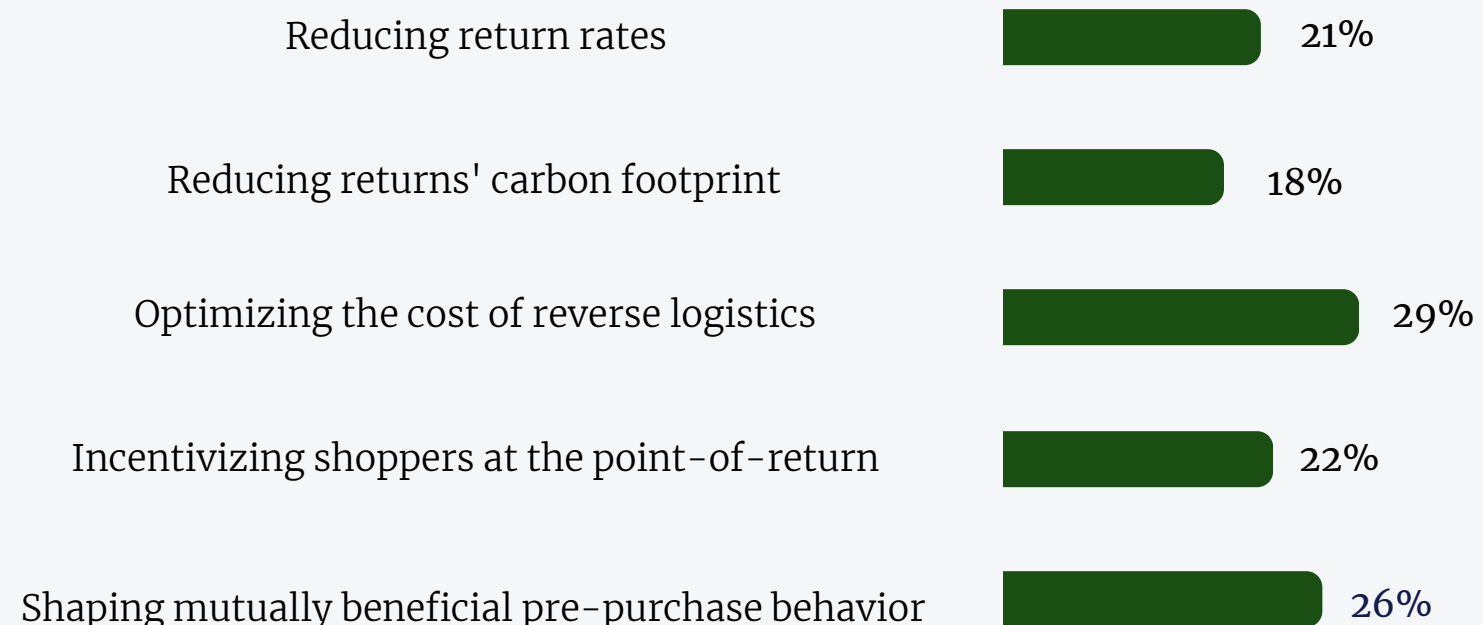 Reducing return rates 21%
Reducing returns' carbon footprint 18%
Optimizing the cost of reverse logistics 29%
Incentivizing shoppers at the point-of-return 22%
Shaping mutually beneficial pre-purchase behavior 26%